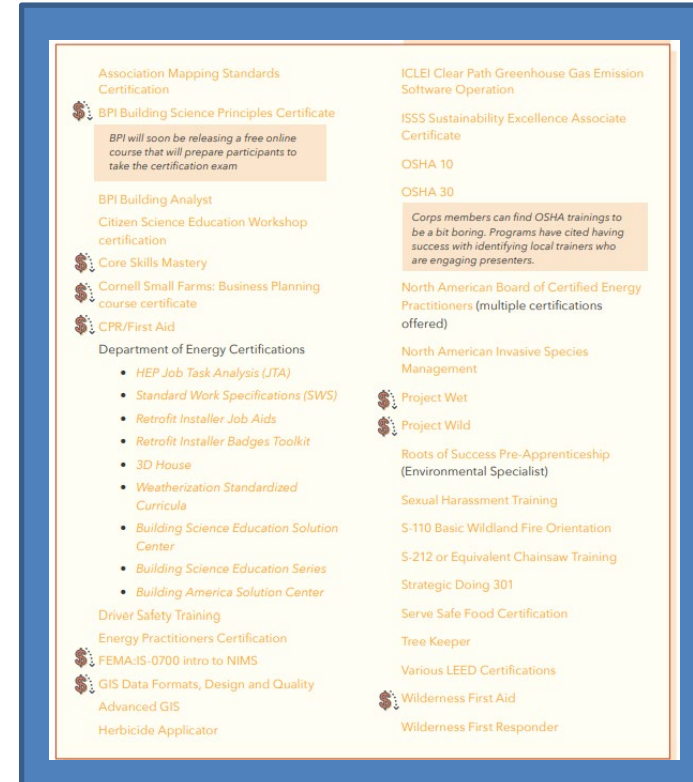 Association Mapping Standards
Certification
BPI Building Science Principles Certificate
BPI will soon be releasing a free online
course that will prepare participants to
take the certification exam
BPI Building Analyst
Citizen Science Education Workshop
certification
Core Skills Mastery
Cornell Small Farms: Business Planning
course certificate
CPR/First Aid
Department of Energy Certifications
• HEP Job Task Analysis (JTA)
• Standard Work Specifications (SWS)
• Retrofit Installer Job Aids
• Retrofit Installer Badges Toolkit
• 3D House
• Weatherization Standardized
Curricula
• Building Science Education Solution
Center
• Building Science Education Series
• Building America Solution Center
Driver Safety Training
Energy Practitioners Certification
FEMA:IS-0700 intro to NIMS
GIS Data Formats, Design and Quality
Advanced GIS
Herbicide Applicator
ICLEI Clear Path Greenhouse Gas Emission
Software Operation
ISSS Sustainability Excellence Associate
Certificate
OSHA 10
OSHA 30
Corps members can find OSHA trainings to
be a bit boring. Programs have cited having
success with identifying local trainers who
are engaging presenters.
North American Board of Certified Energy
Practitioners (multiple certifications
offered)
North American Invasive Species
Management
Project Wet
Project Wild
Roots of Success Pre-Apprenticeship
(Environmental Specialist)
Sexual Harassment Training
S-110 Basic Wildland Fire Orientation
S-212 or Equivalent Chainsaw Training
Strategic Doing 301
Serve Safe Food Certification
Tree Keeper
Various LEED Certifications
Wilderness First Aid
Wilderness First Responder